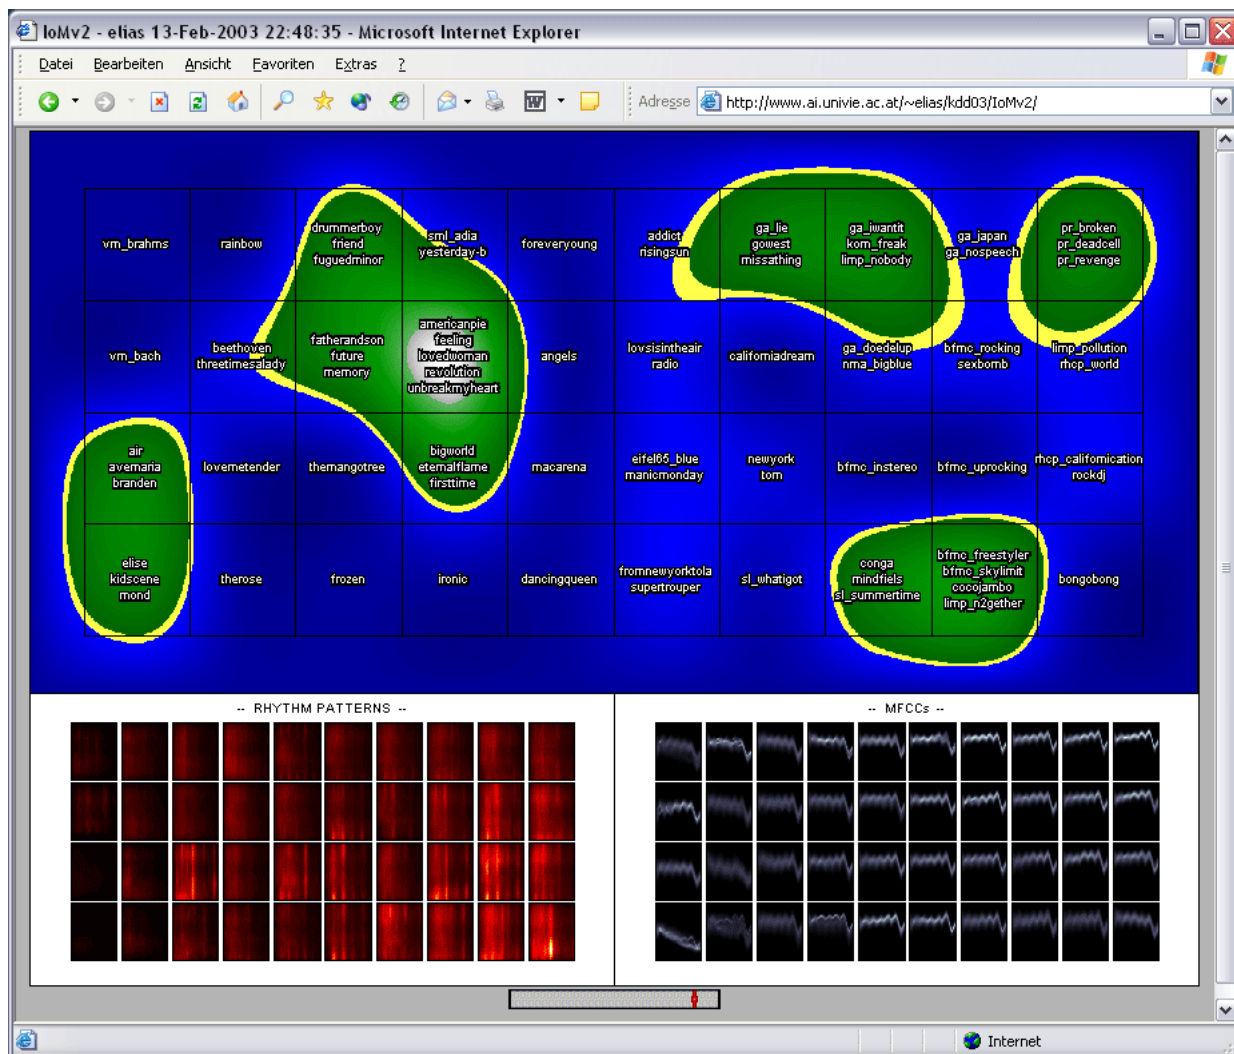 IoMv2 - elias 13-Feb-2003 22:48:35 - Microsoft Internet Explorer
Datei Bearbeiten Ansicht Favoriten Extras ?
Adresse http://www.ai.univie.ac.at/~elias/kdd03/IoMv2/
vm_brahms
rainbow
drummerboy
friend
fuguedminor
sml_adia
yesterday-b
foreveryoung
addict
risingsun
ga_lie
gowest
missathing
ga_iwantit
korn_freak
limp_nobody
ga_japan
ga_nospeech
pr_broken
pr_deadcell
pr_revenge
vm_bach
beethoven
threetimesalady
fatherandson
future
memory
americanpie
feeling
lovedwoman
revolution
unbreakmyheart
angels
lovsisintheair
radio
californiadream
ga_doedelup
nma_bigblue
bfmc_rocking
sexbomb
limp_pollution
rhcp_world
air
avemaria
branden
lovemetender
themangotree
bigworld
eternalflame
firsttime
macarena
eifel65_blue
manicmonday
newyork
tom
bfmc_instereo
bfmc_uprocking
rhcp_californication
rockdj
elise
kidscene
mond
therose
frozen
ironic
dancingqueen
fromnewyorktola
supertrouper
sl_whatigot
conga
mindfiels
sl_summertime
bfmc_freestyler
bfmc_skylimit
cocojambo
limp_n2gether
bongobong
-- RHYTHM PATTERNS --
-- MFCCs --
Internet